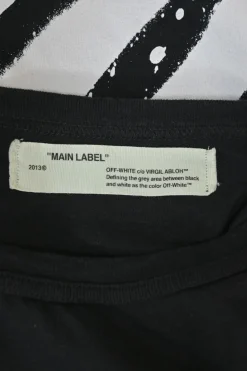 "MAIN LABEL"
2013© OFF-WHITE c/o VIRGIL ABLOH™
Defining the grey area between black
and white as the color Off-White™